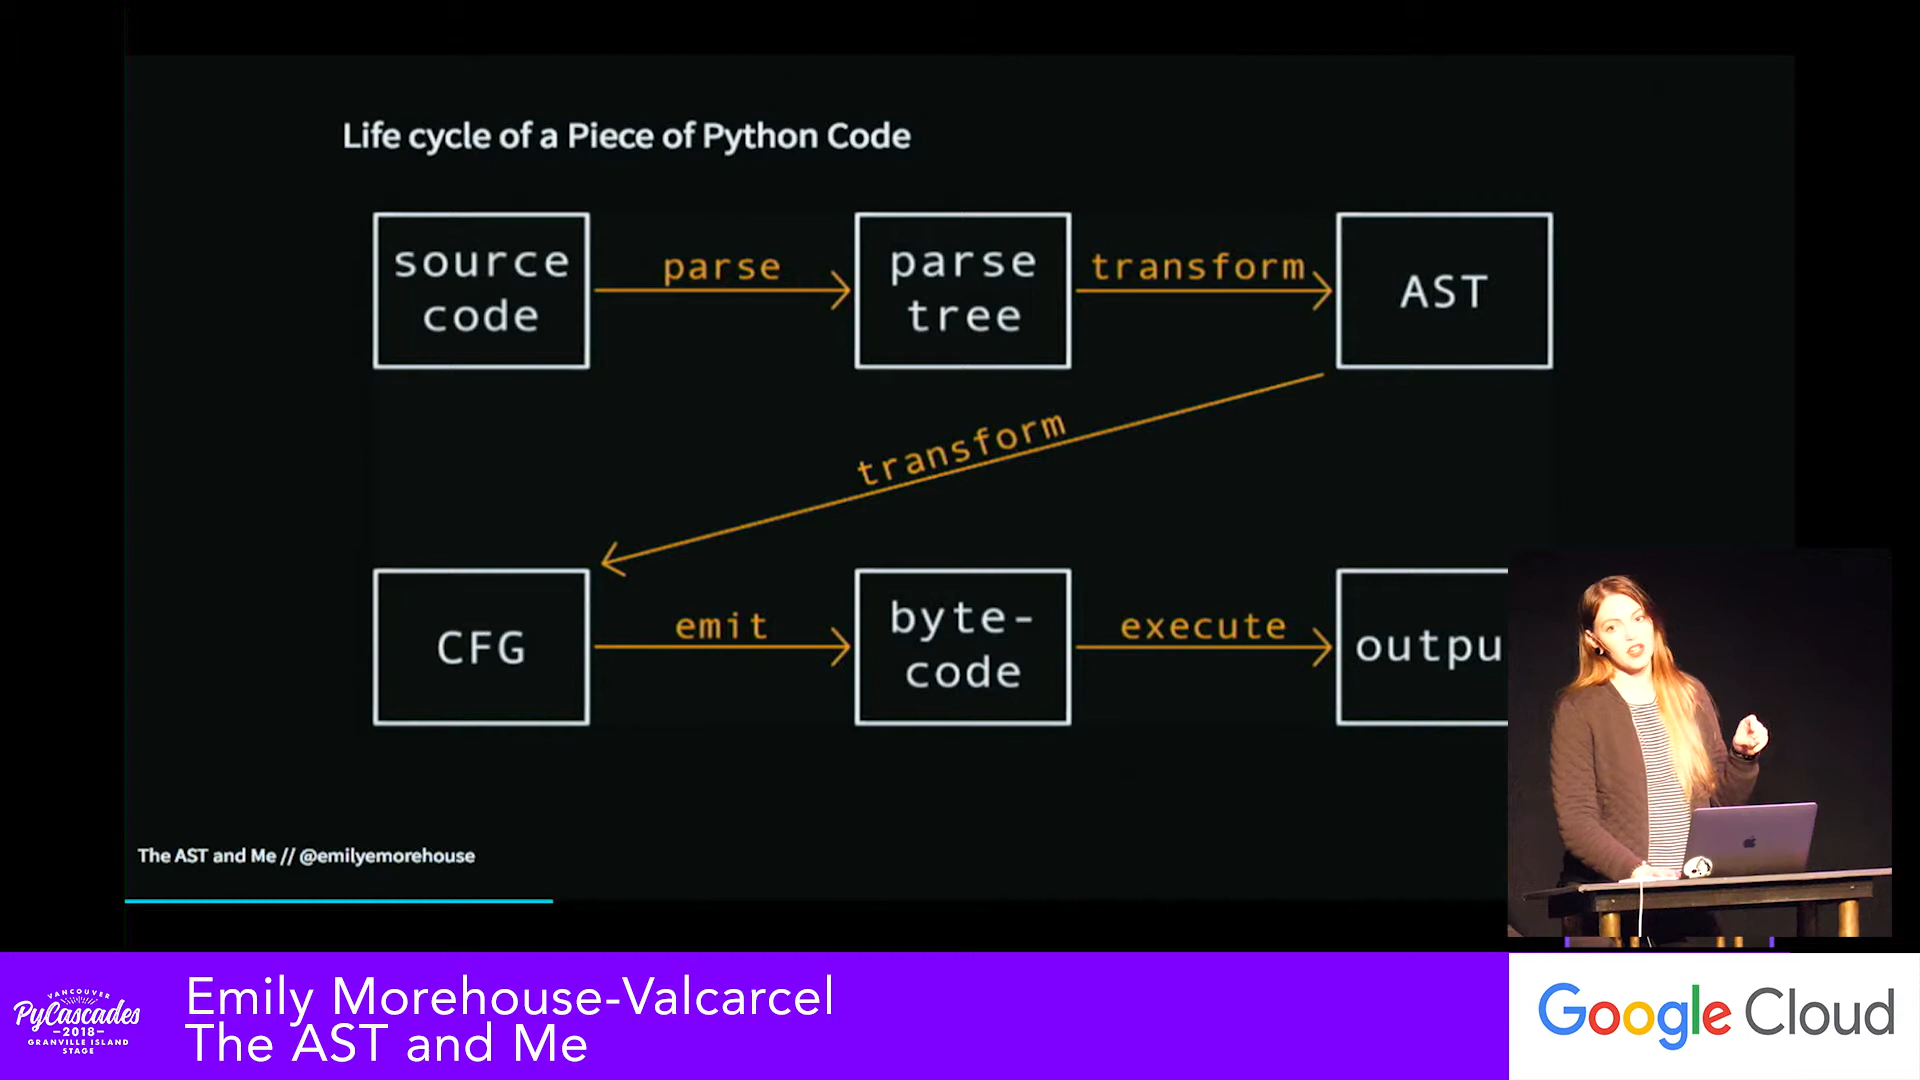 Life cycle of a Piece of Python Code
source
code
parse
parse
tree
transform
AST
transform
CFG
emit
byte-
code
execute
outpu
The AST and Me // @emilyemorehouse
VANCOUVER
PyCascades
-2018-
GRANVILLE ISLAND
STAGE
Emily Morehouse-Valcarcel
The AST and Me
Google Cloud